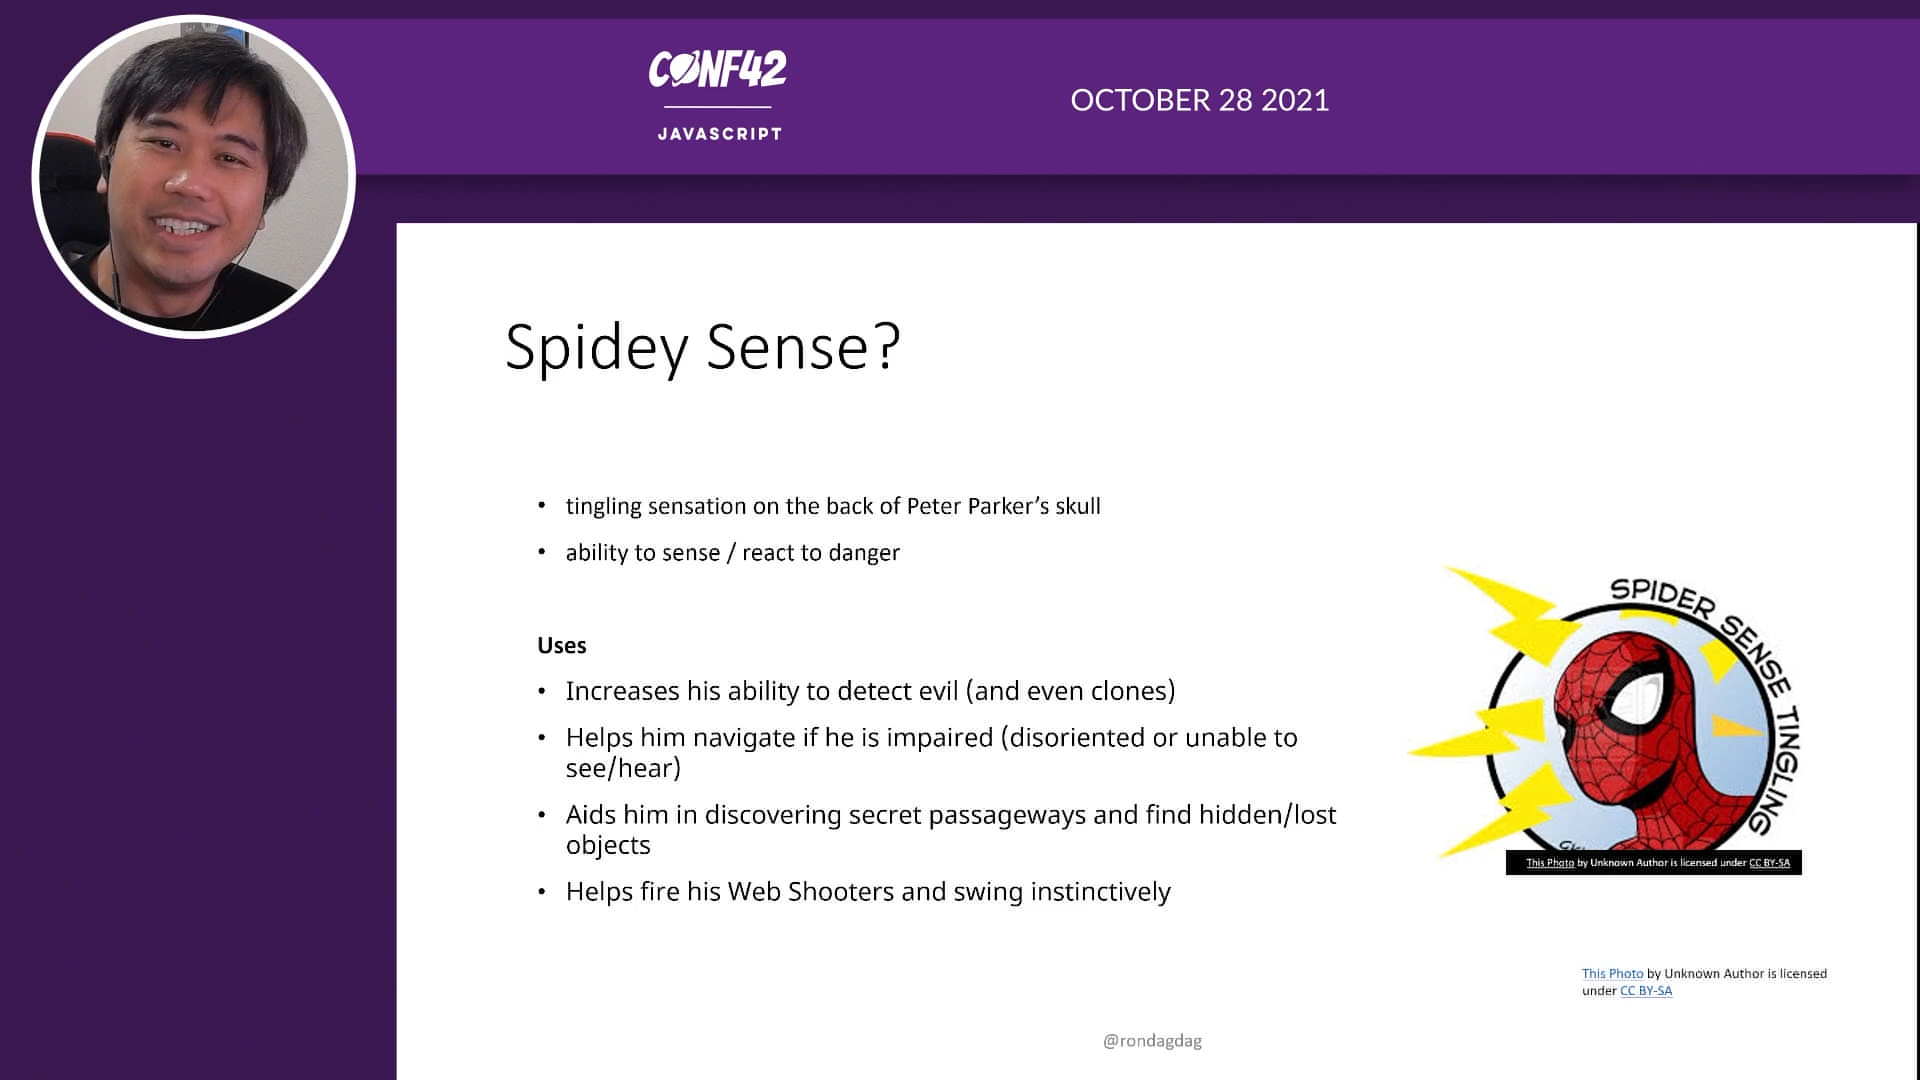 CONF42
JAVASCRIPT
OCTOBER 28 2021
Spidey Sense?
• tingling sensation on the back of Peter Parker’s skull
• ability to sense / react to danger
Uses
• Increases his ability to detect evil (and even clones)
• Helps him navigate if he is impaired (disoriented or unable to
see/hear)
• Aids him in discovering secret passageways and find hidden/lost
objects
• Helps fire his Web Shooters and swing instinctively
SPIDER SENSE TINGLING
This Photo by Unknown Author is licensed under CC BY-SA
This Photo by Unknown Author is licensed
under CC BY-SA
@rondagdag